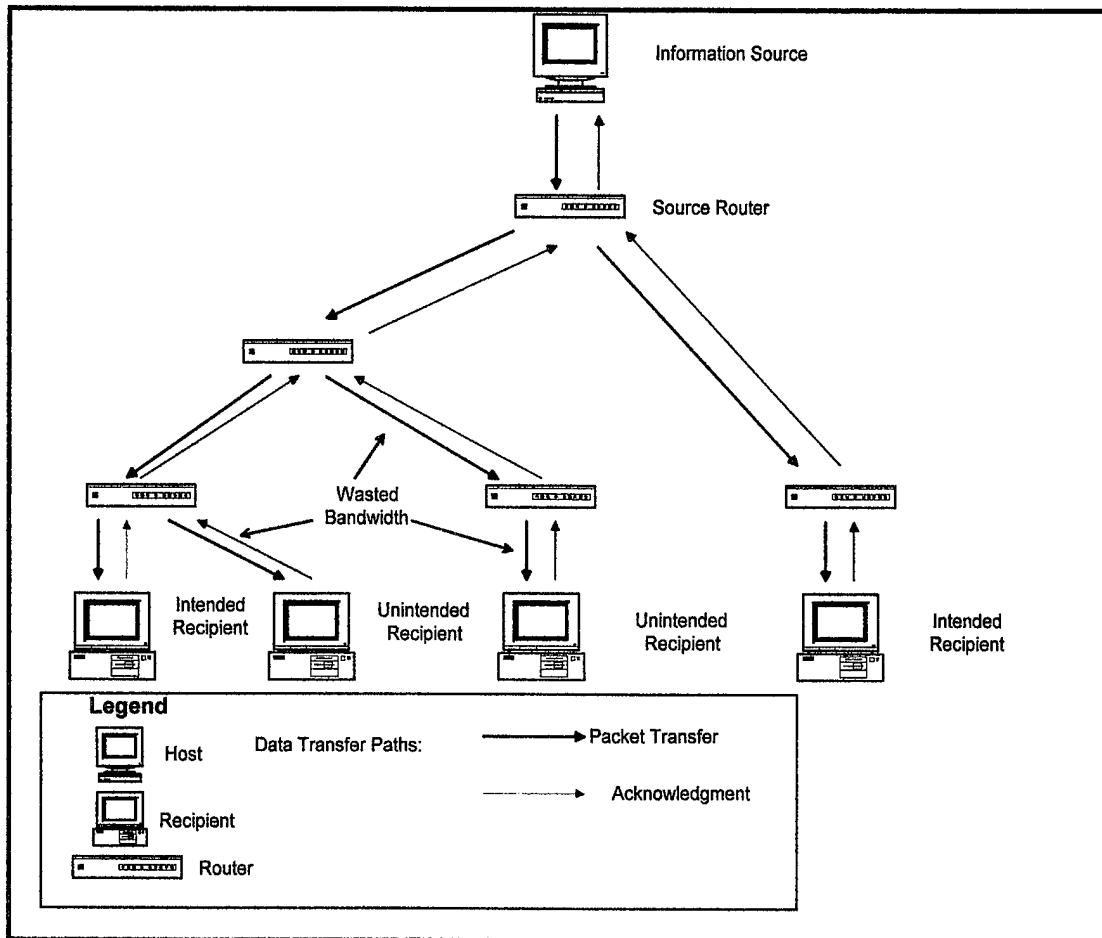 Information Source
Source Router
Wasted
Bandwidth
Intended
Recipient
Unintended
Recipient
Unintended
Recipient
Intended
Recipient
Legend
Host
Data Transfer Paths:
Packet Transfer
Acknowledgment
Recipient
Router